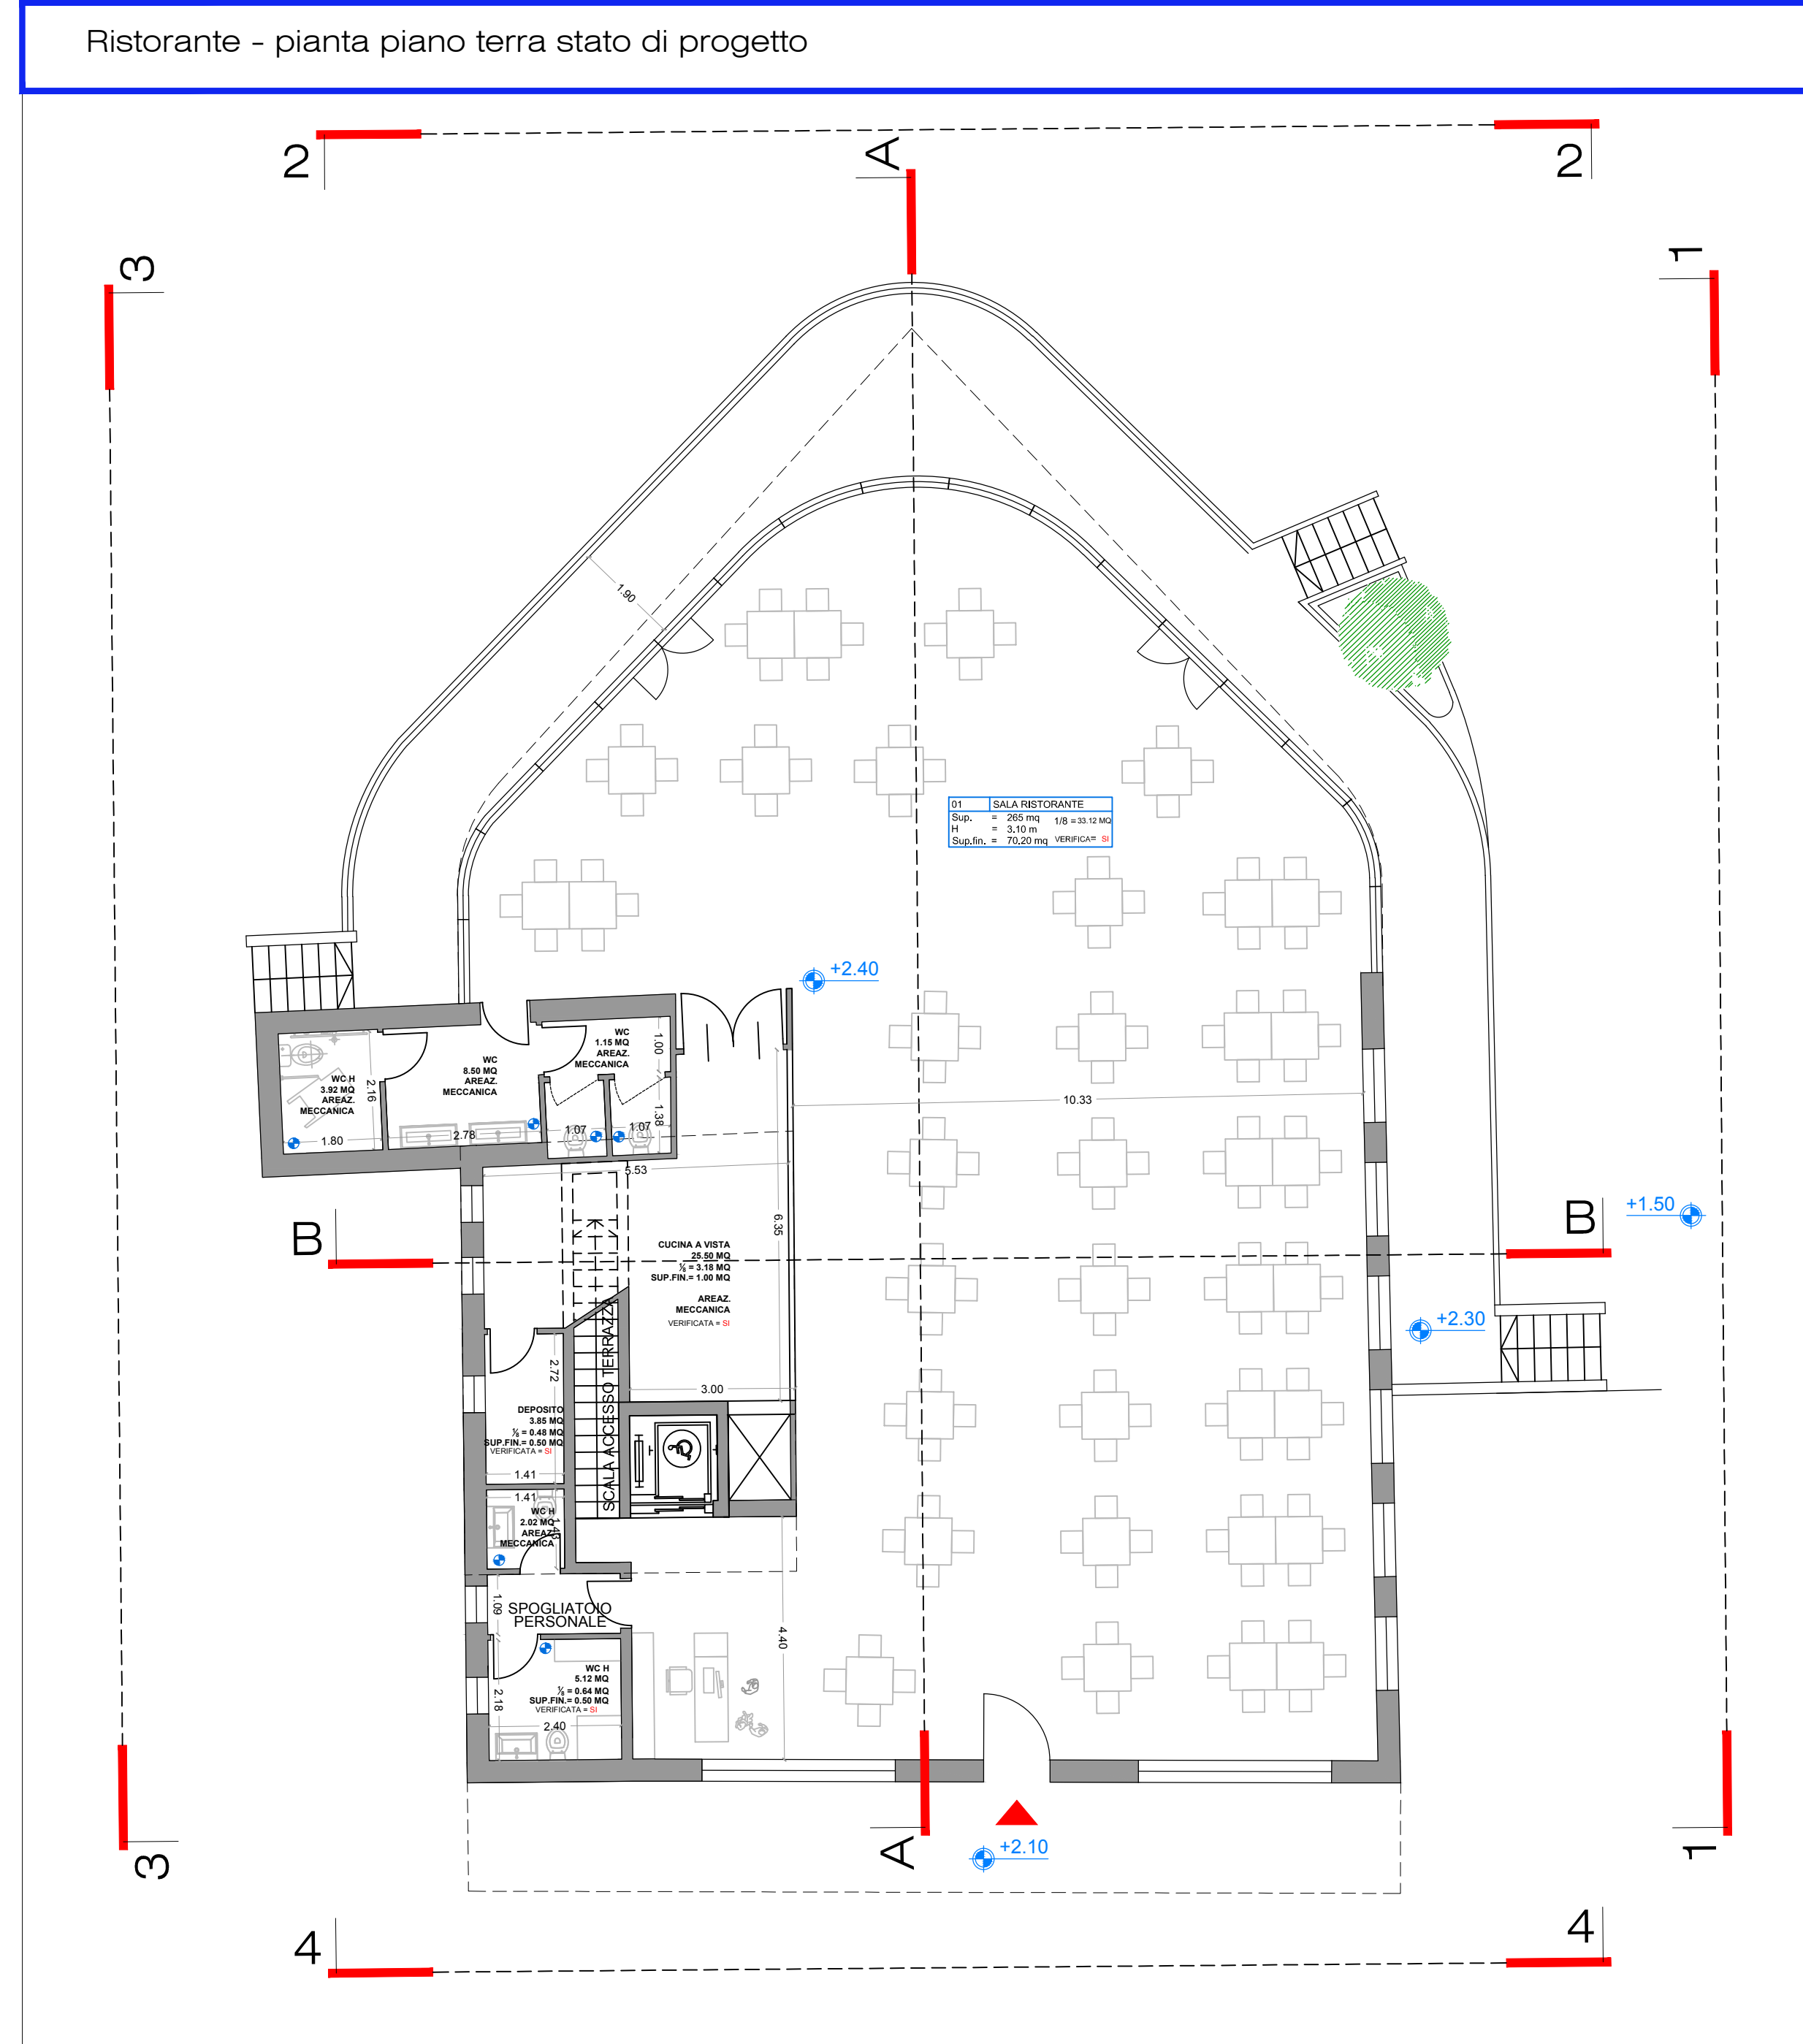 Ristorante - pianta piano terra stato di progetto
2
A
2
3
1
1.90
01 SALA RISTORANTE
Sup. = 265 mq 1/8 = 33.12 MQ
H = 3.10 m
Sup.fin. = 70.20 mq VERIFICA= SI
+2.40
WC
1.15 MQ
AREAZ.
MECCANICA
1.00
WC
8.50 MQ
AREAZ.
MECCANICA
WC H
3.92 MQ
AREAZ.
MECCANICA
2.16
1.38
1.80
2.78
1.07
1.07
10.33
5.53
6.35
B
B
+1.50
CUCINA A VISTA
25.50 MQ
⅛ = 3.18 MQ
SUP.FIN.= 1.00 MQ
AREAZ.
MECCANICA
VERIFICATA = SI
+2.30
SCALA ACCESSO TERRAZZA
2.72
3.00
DEPOSITO
3.85 MQ
⅛ = 0.48 MQ
SUP.FIN.= 0.50 MQ
VERIFICATA = SI
1.41
1.41
WC H
2.02 MQ
AREAZ.
MECCANICA
1.43
1.09
SPOGLIATOIO
PERSONALE
4.40
WC H
5.12 MQ
⅛ = 0.64 MQ
SUP.FIN.= 0.50 MQ
VERIFICATA = SI
2.18
2.40
A
+2.10
3
1
4
4